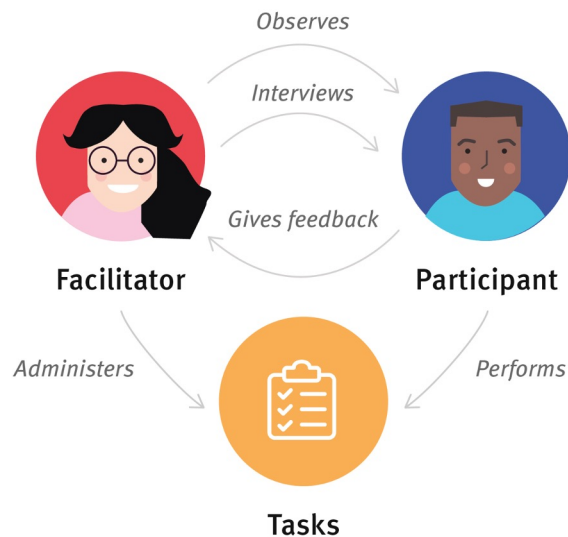 Observes
Interviews
Gives feedback
Facilitator
Participant
Administers
Performs
Tasks